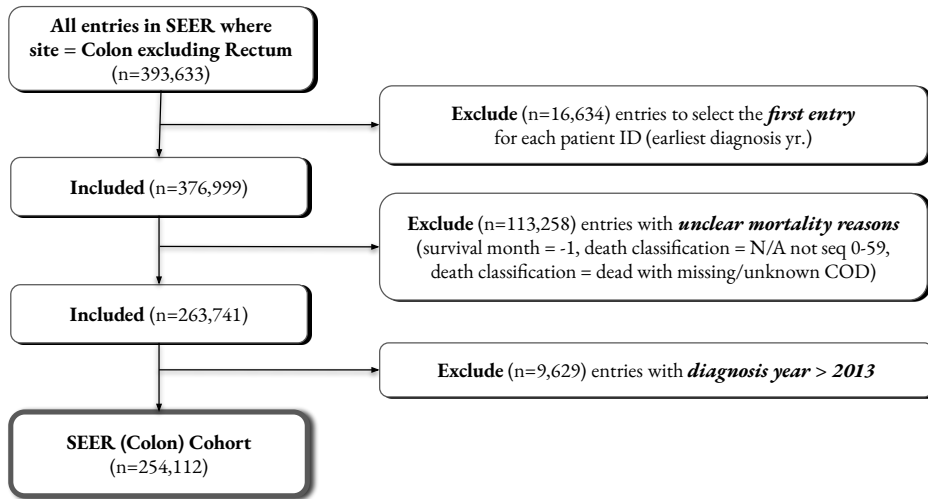 All entries in SEER where
site = Colon excluding Rectum
(n=393,633)
Exclude (n=16,634) entries to select the first entry
for each patient ID (earliest diagnosis yr.)
Included (n=376,999)
Exclude (n=113,258) entries with unclear mortality reasons
(survival month = -1, death classification = N/A not seq 0-59,
death classification = dead with missing/unknown COD)
Included (n=263,741)
Exclude (n=9,629) entries with diagnosis year > 2013
SEER (Colon) Cohort
(n=254,112)